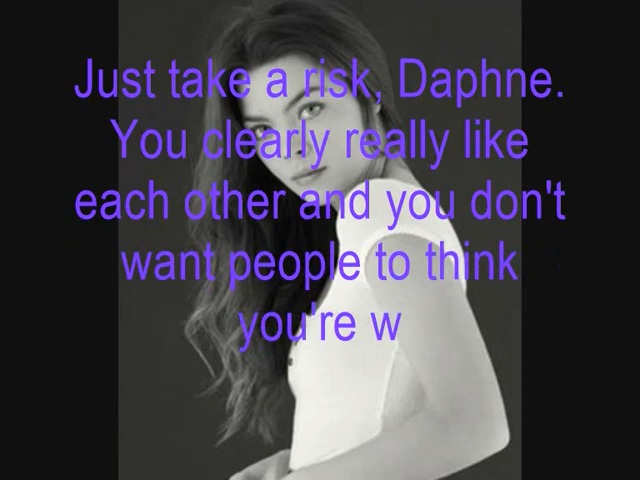 Just take a risk, Daphne.
You clearly really like
each other and you don't
want people to think
you're w